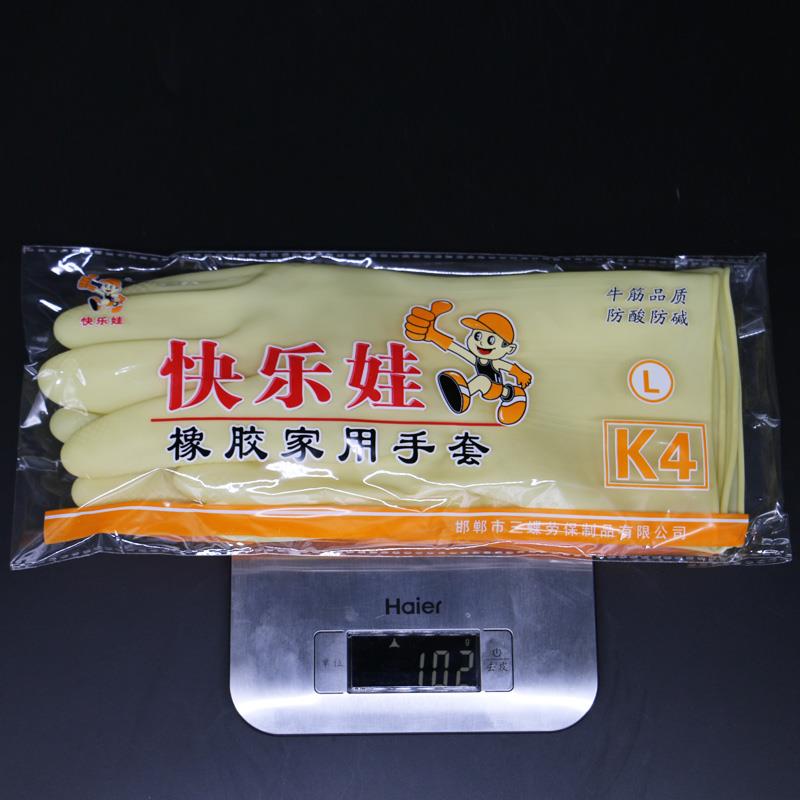 快乐娃
牛筋品质
防酸防碱
快乐娃
L
橡胶家用手套
K4
邯郸市三蝶劳保制品有限公司
Haier
单位
g
102
去皮